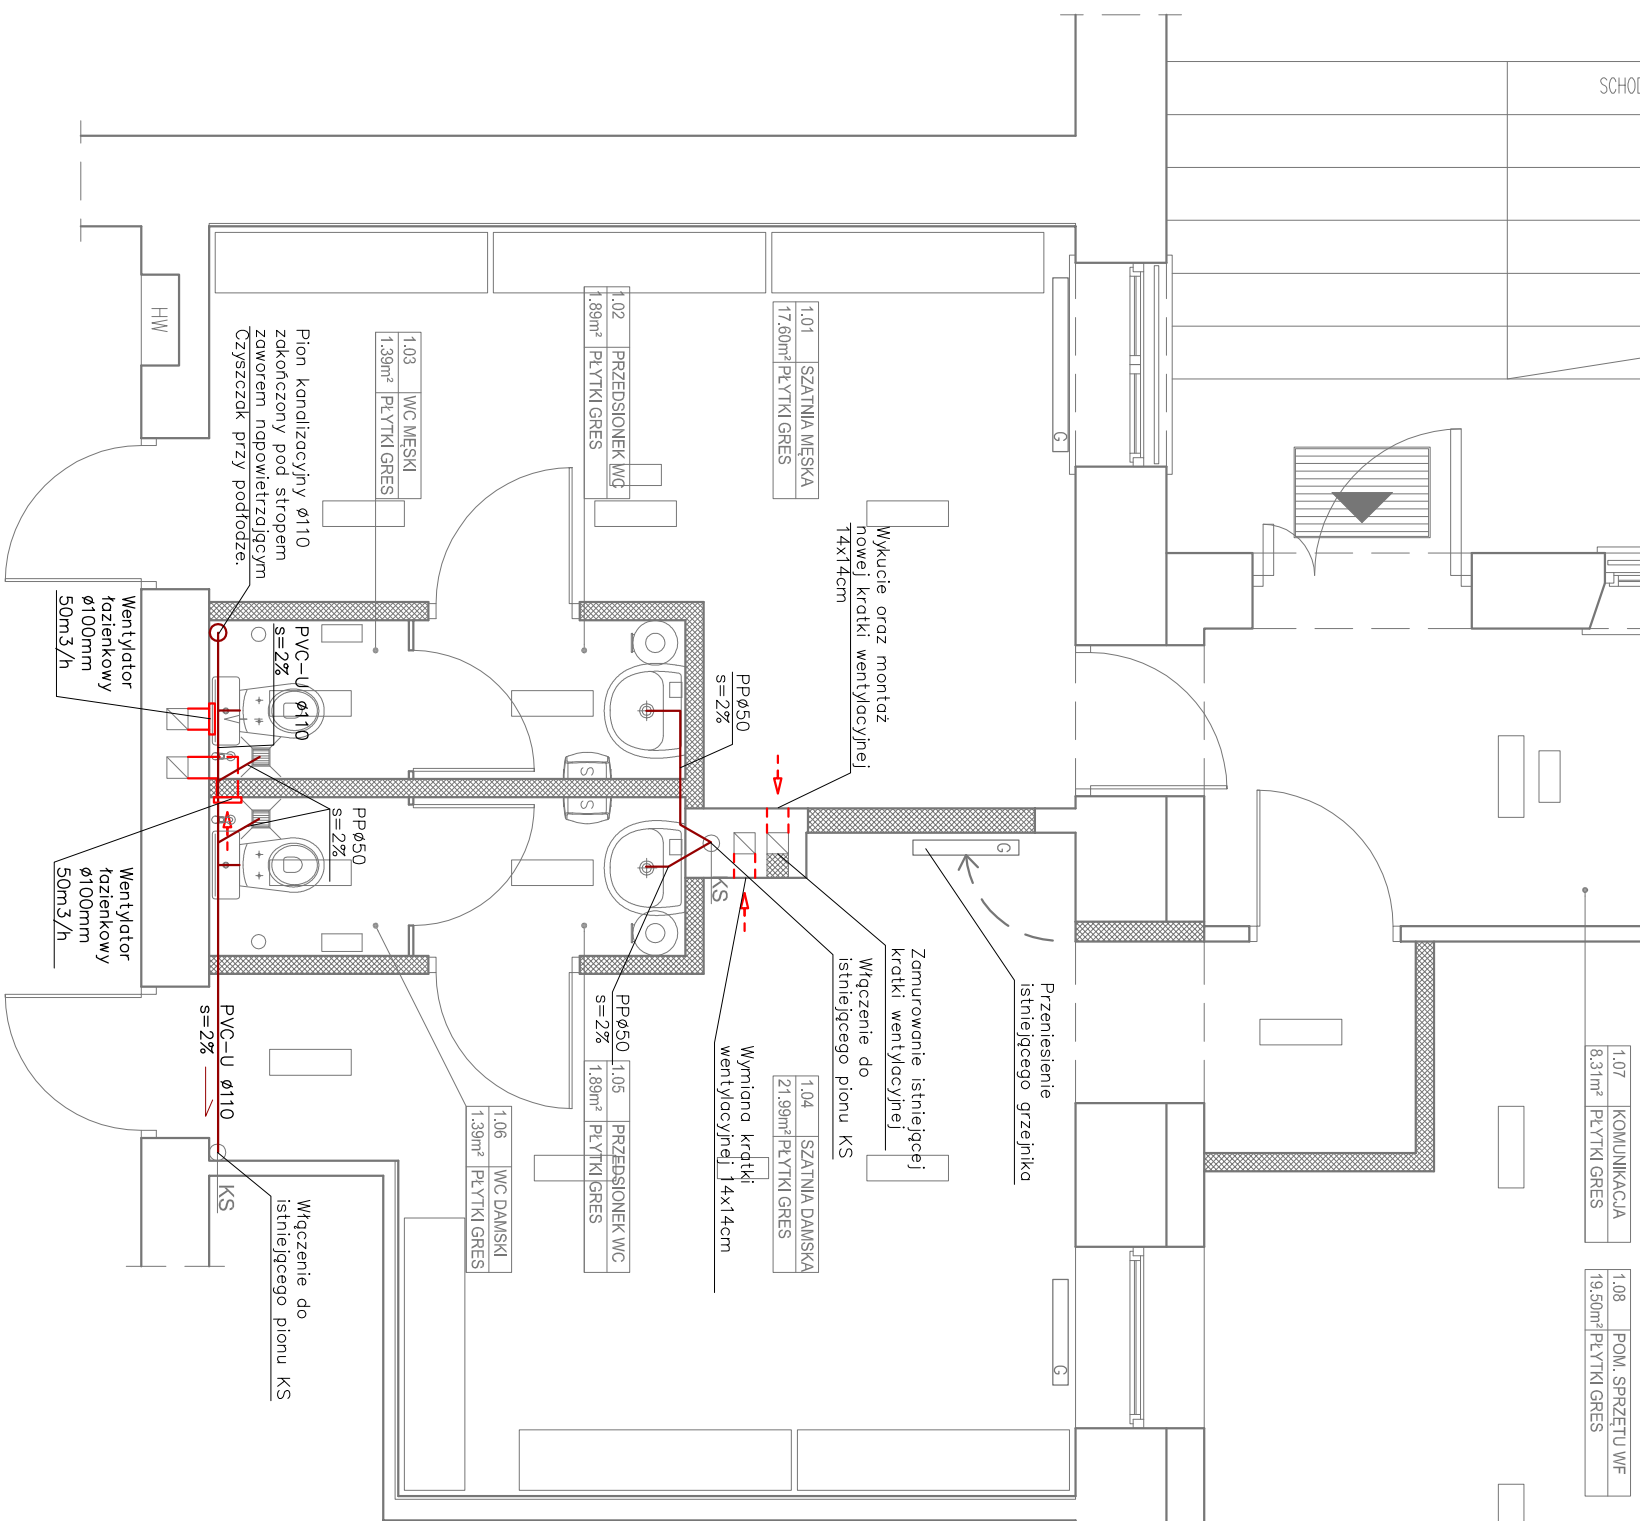 SCHOD
HW
1.01 SZATNIA MĘSKA
17.60m² PŁYTKI GRES
1.02 PRZEDSIONEK WC
1.89m² PŁYTKI GRES
1.03 WC MĘSKI
1.39m² PŁYTKI GRES
G
Pion kanalizacyjny ø110
zakończony pod stropem
zaworem napowietrzającym
Czyszczak przy podłodze.
Wykucie oraz montaż
nowej kratki wentylacyjnej
14x14cm
Wentylator
łazienkowy
ø100mm
50m3/h
PVC-U ø110
s=2%
PPø50
s=2%
PPø50
s=2%
S
S
KS
G
Wentylator
łazienkowy
ø100mm
50m3/h
Zamurowanie istniejącej
kratki wentylacyjnej
Włączenie do
istniejącego pionu KS
Przeniesienie
istniejącego grzejnika
PPø50
s=2%
PVC-U ø110
s=2%
Wymiana kratki
wentylacyjnej 14x14cm
1.04 SZATNIA DAMSKA
21.99m² PŁYTKI GRES
1.05 PRZEDSIONEK WC
1.89m² PŁYTKI GRES
1.06 WC DAMSKI
1.39m² PŁYTKI GRES
1.07 KOMUNIKACJA
8.31m² PŁYTKI GRES
1.08 POM. SPRZĘTU WF
19.50m² PŁYTKI GRES
KS
Włączenie do
istniejącego pionu KS
G